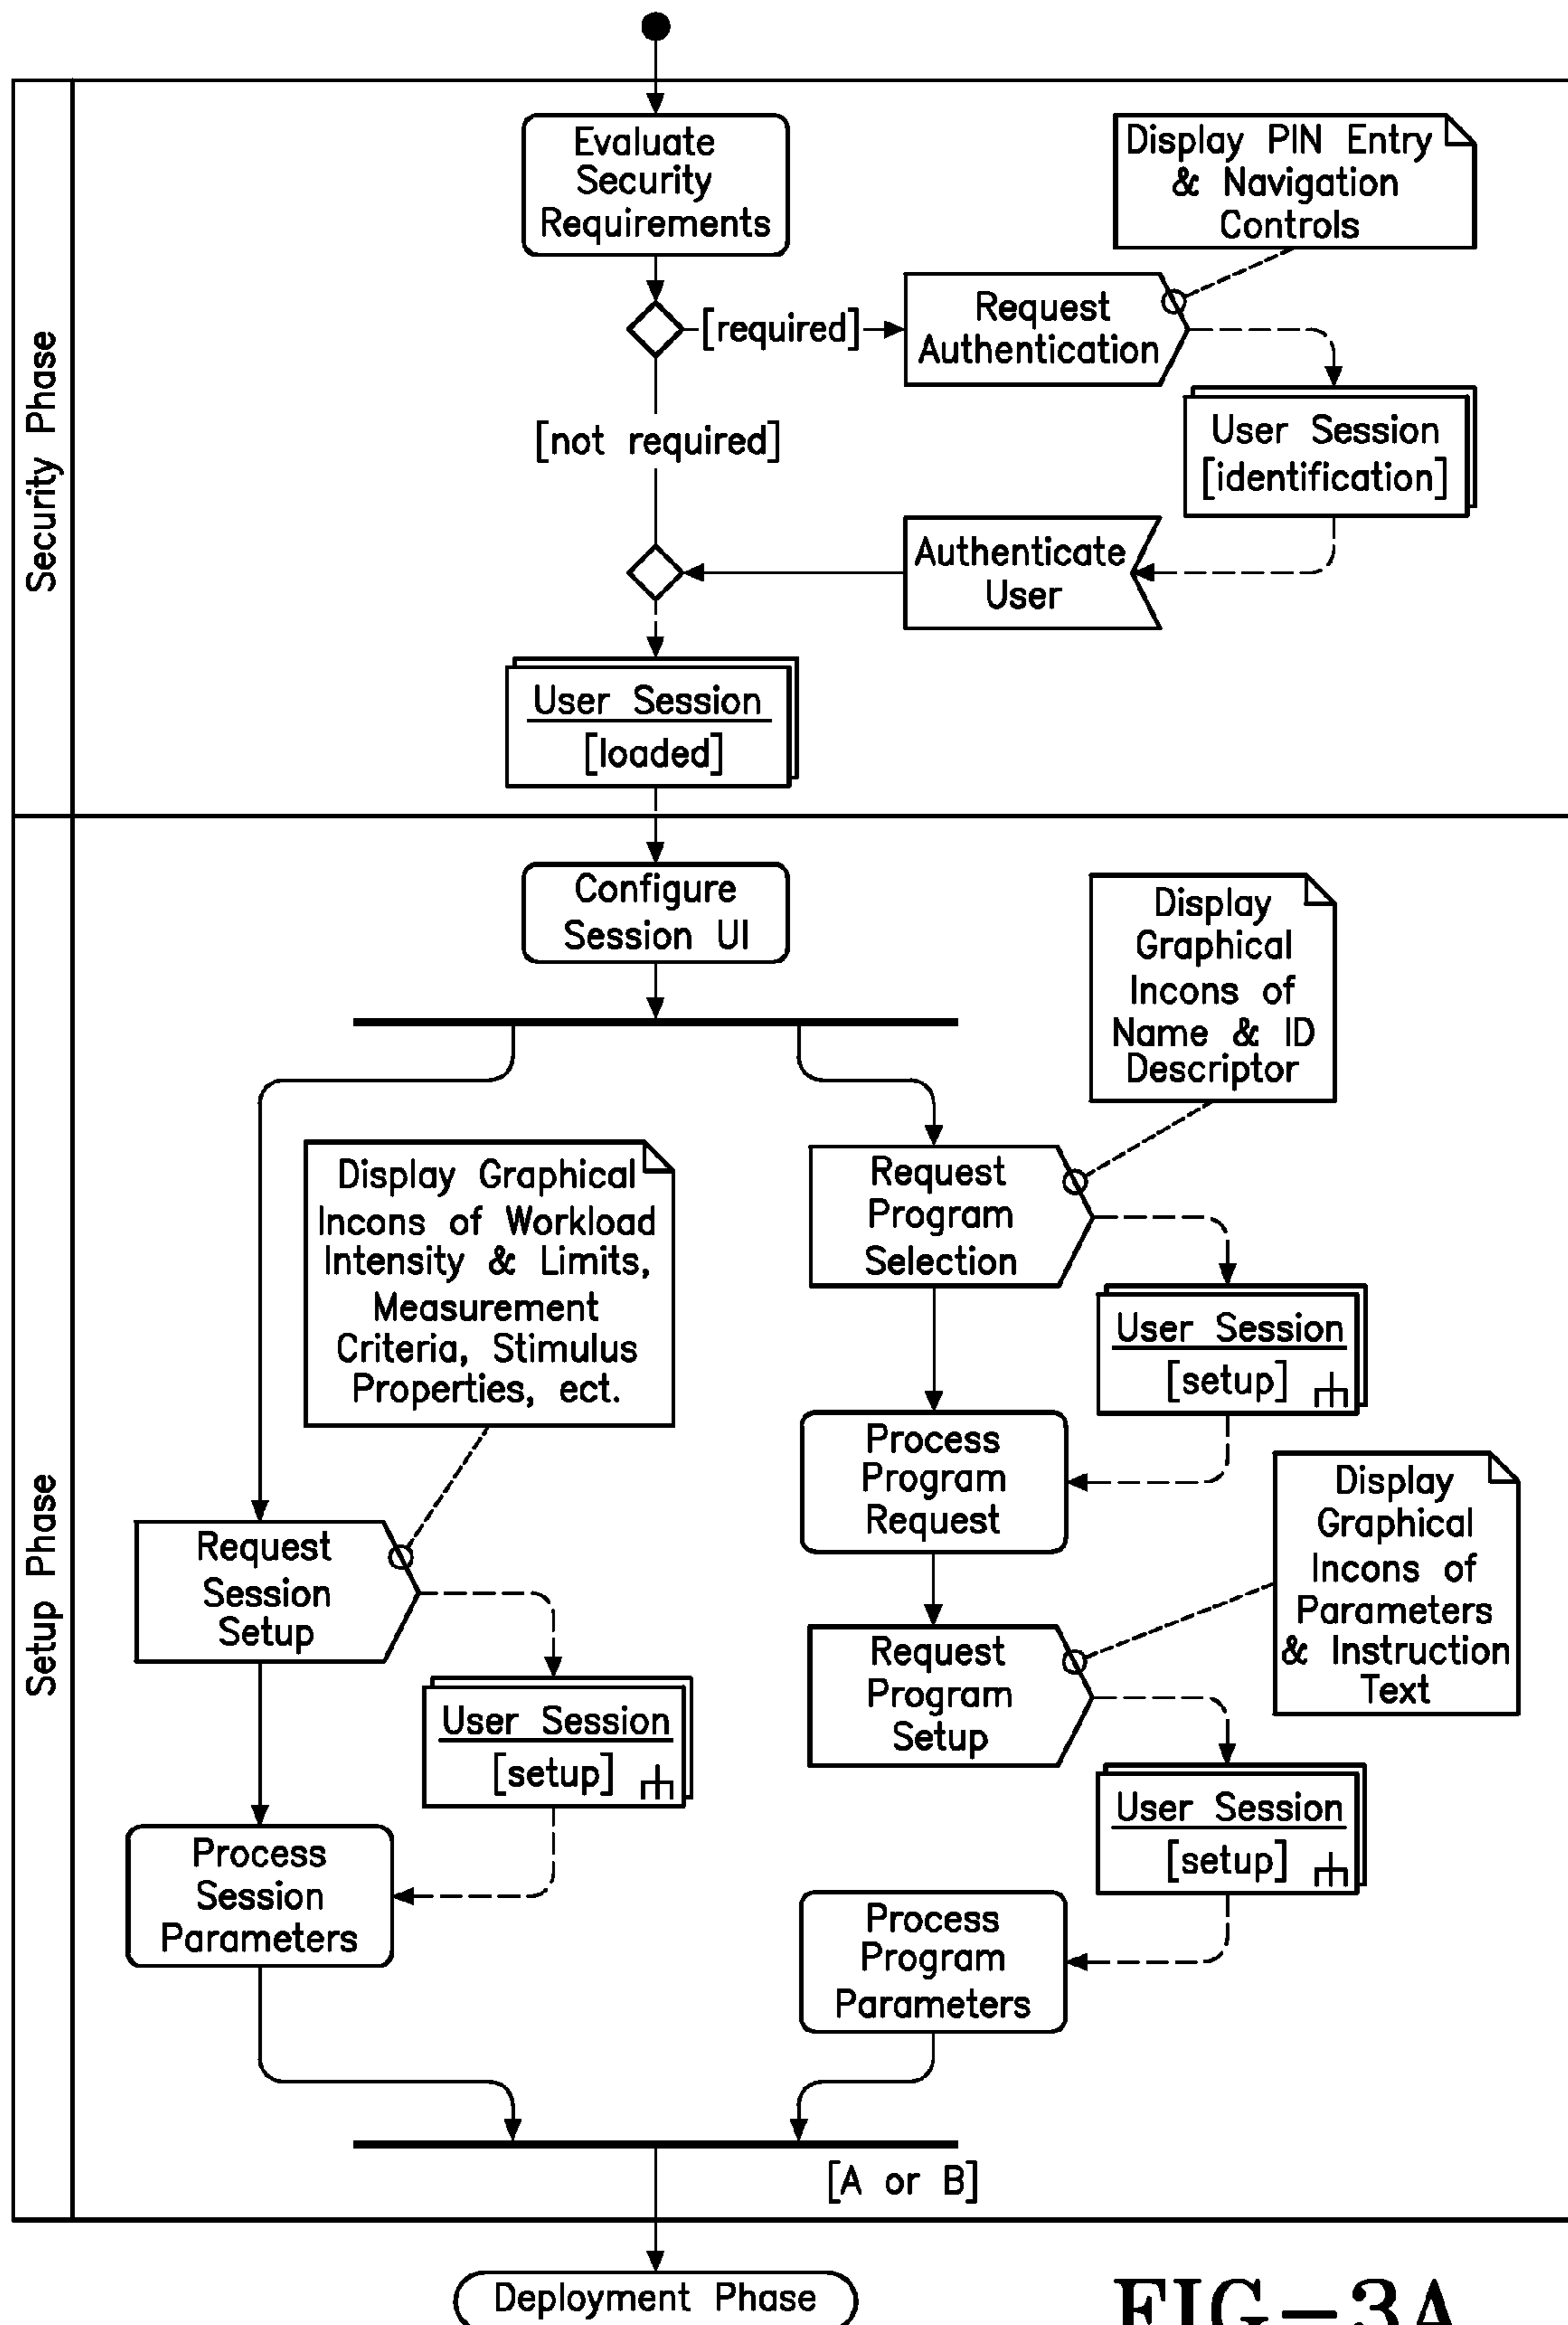 Security Phase
Evaluate
Security
Requirements
Display PIN Entry
& Navigation
Controls
[required]
Request
Authentication
[not required]
User Session
[identification]
Authenticate
User
User Session
[loaded]
Setup Phase
Configure
Session UI
Display
Graphical
Incons of
Name & ID
Descriptor
Display Graphical
Incons of Workload
Intensity & Limits,
Measurement
Criteria, Stimulus
Properties, ect.
Request
Program
Selection
User Session
[setup]
Process
Program
Request
Display
Graphical
Incons of
Parameters
& Instruction
Text
Request
Session
Setup
Request
Program
Setup
User Session
[setup]
User Session
[setup]
Process
Session
Parameters
Process
Program
Parameters
[A or B]
Deployment Phase
FIG-3A